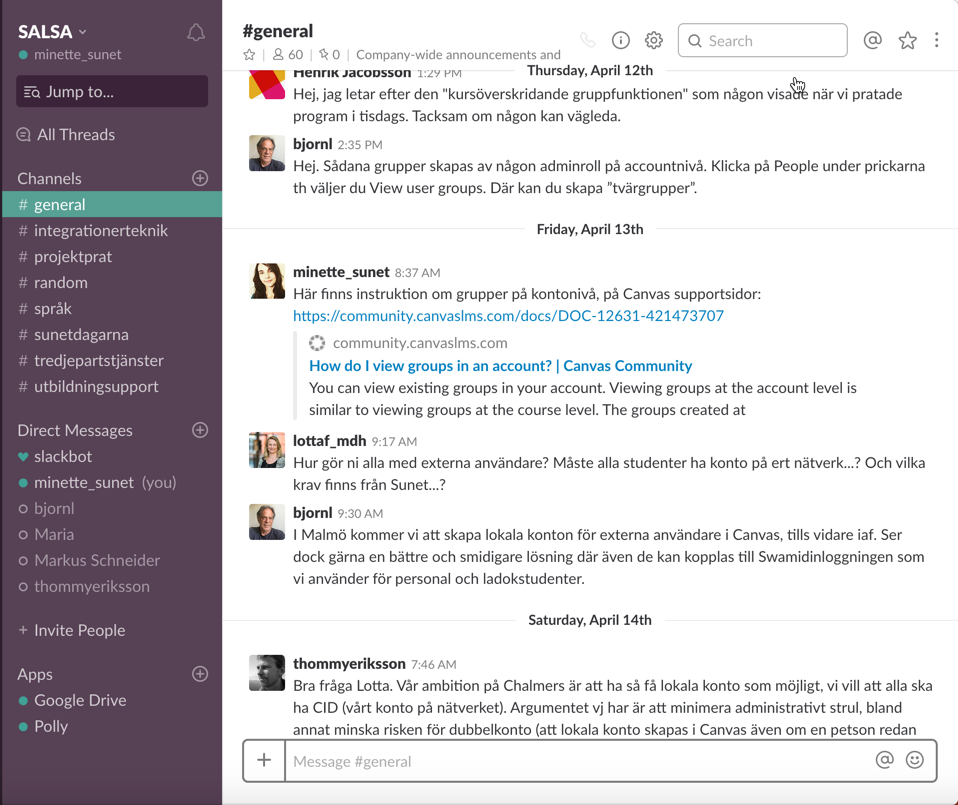 SALSA
minette_sunet
Jump to...
All Threads
Channels
# general
# integrationerteknik
# projektprat
# random
# språk
# sunetdagarna
# tredjepartstjänster
# utbildningsupport
Direct Messages
slackbot
minette_sunet (you)
bjornl
Maria
Markus Schneider
thommyeriksson
+ Invite People
Apps
Google Drive
Polly
#general
60 | 0 | Company-wide announcements and
Search
Thursday, April 12th
Henrik Jacobsson 1:29 PM
Hej, jag letar efter den "kursöverskridande gruppfunktionen" som någon visade när vi pratade
program i tisdags. Tacksam om någon kan vägleda.
bjornl 2:35 PM
Hej. Sådana grupper skapas av någon adminroll på accountnivå. Klicka på People under prickarna
th väljer du View user groups. Där kan du skapa ”tvärgrupper”.
Friday, April 13th
minette_sunet 8:37 AM
Här finns instruktion om grupper på kontonivå, på Canvas supportsidor:
https://community.canvaslms.com/docs/DOC-12631-421473707
community.canvaslms.com
How do I view groups in an account? | Canvas Community
You can view existing groups in your account. Viewing groups at the account level is
similar to viewing groups at the course level. The groups created at
lottaf_mdh 9:17 AM
Hur gör ni alla med externa användare? Måste alla studenter ha konto på ert nätverk...? Och vilka
krav finns från Sunet...?
bjornl 9:30 AM
I Malmö kommer vi att skapa lokala konton för externa användare i Canvas, tills vidare iaf. Ser
dock gärna en bättre och smidigare lösning där även de kan kopplas till Swamidinloggningen som
vi använder för personal och ladokstudenter.
Saturday, April 14th
thommyeriksson 7:46 AM
Bra fråga Lotta. Vår ambition på Chalmers är att ha så få lokala konto som möjligt, vi vill att alla ska
ha CID (vårt konto på nätverket). Argumentet vj har är att minimera administrativt strul, bland
annat minska risken för dubbelkonto (att lokala konto skapas i Canvas även om en petson redan
+ Message #general